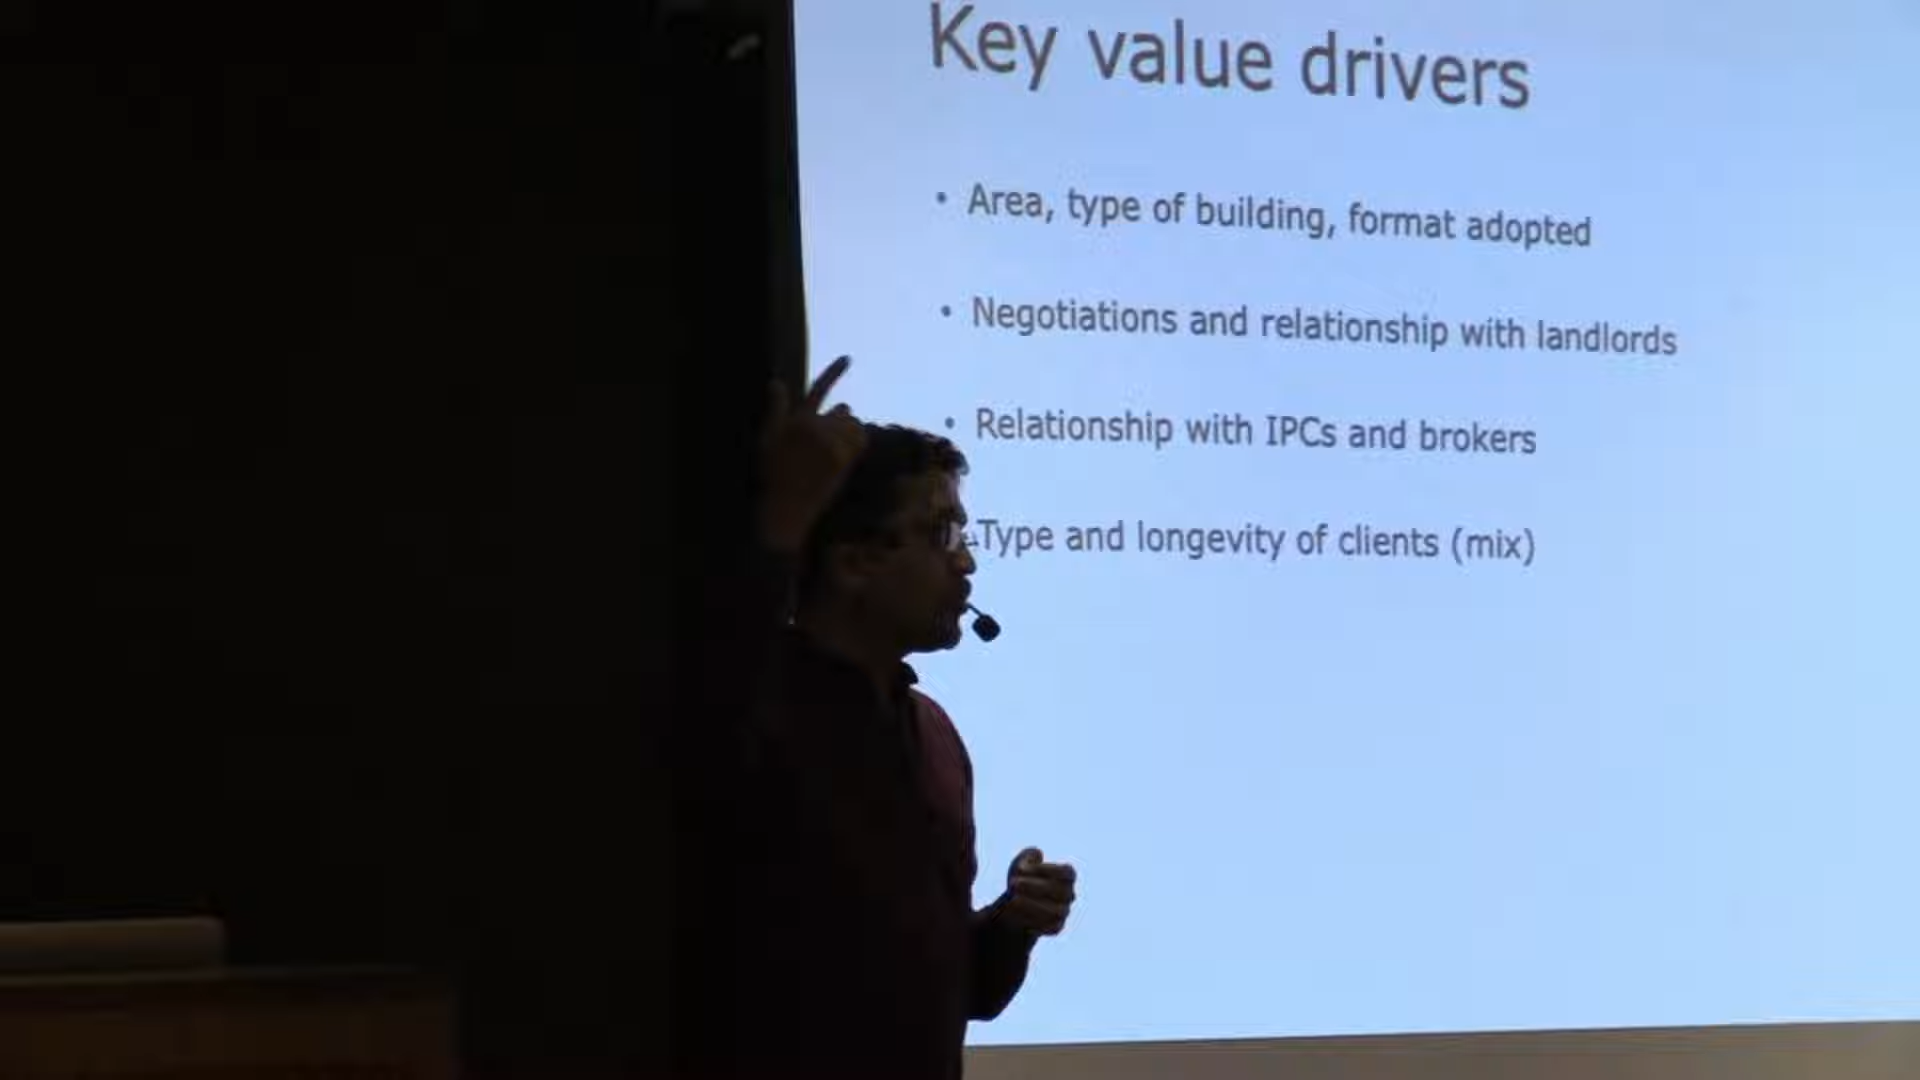 Key value drivers
• Area, type of building, format adopted
• Negotiations and relationship with landlords
• Relationship with IPCs and brokers
Type and longevity of clients (mix)